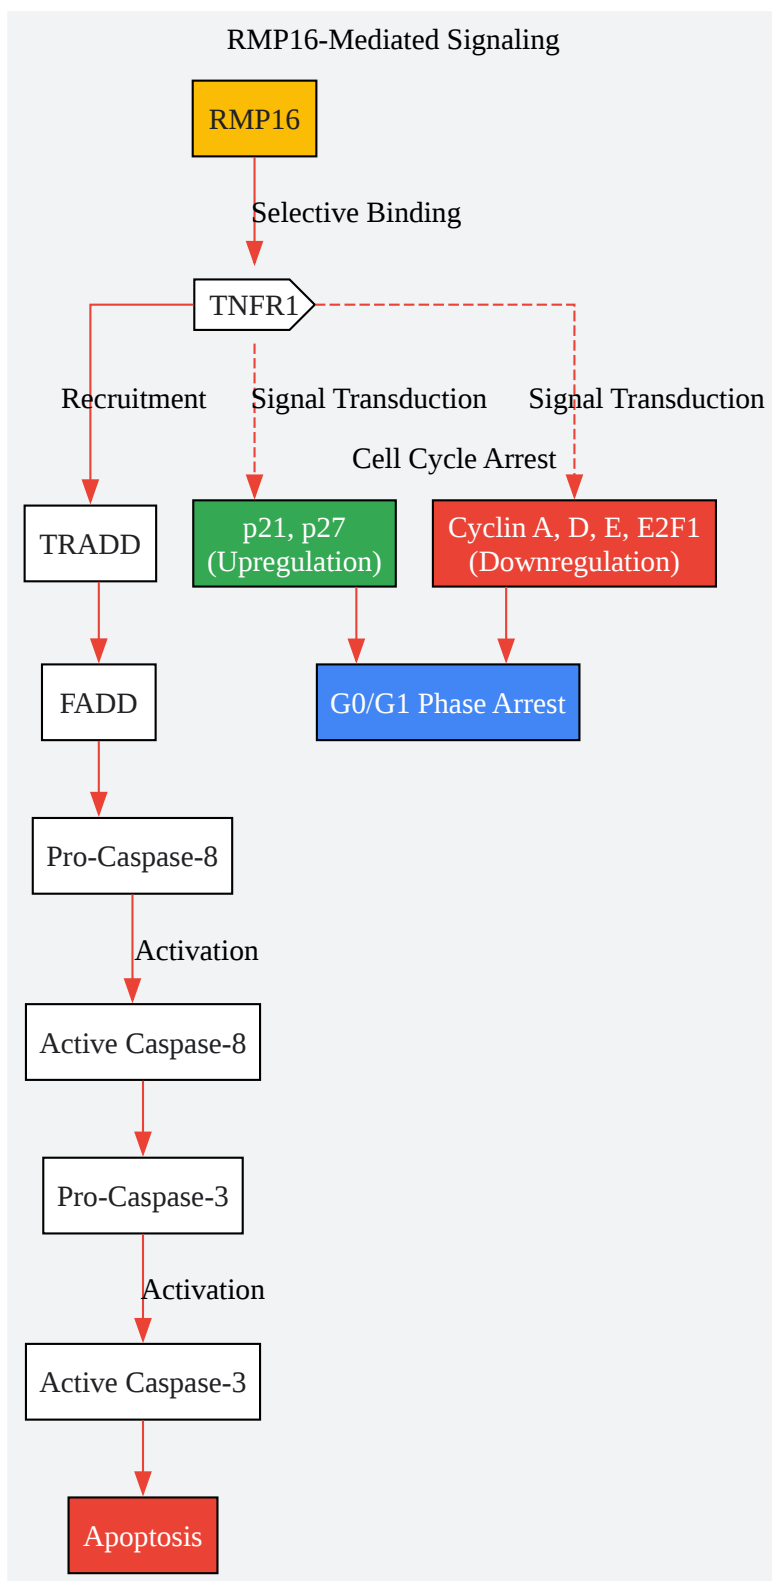 RMP16-Mediated Signaling
RMP16
Selective Binding
TNFR1
Recruitment
Signal Transduction
Signal Transduction
Cell Cycle Arrest
TRADD
p21, p27
(Upregulation)
Cyclin A, D, E, E2F1
(Downregulation)
FADD
G0/G1 Phase Arrest
Pro-Caspase-8
Activation
Active Caspase-8
Pro-Caspase-3
Activation
Active Caspase-3
Apoptosis